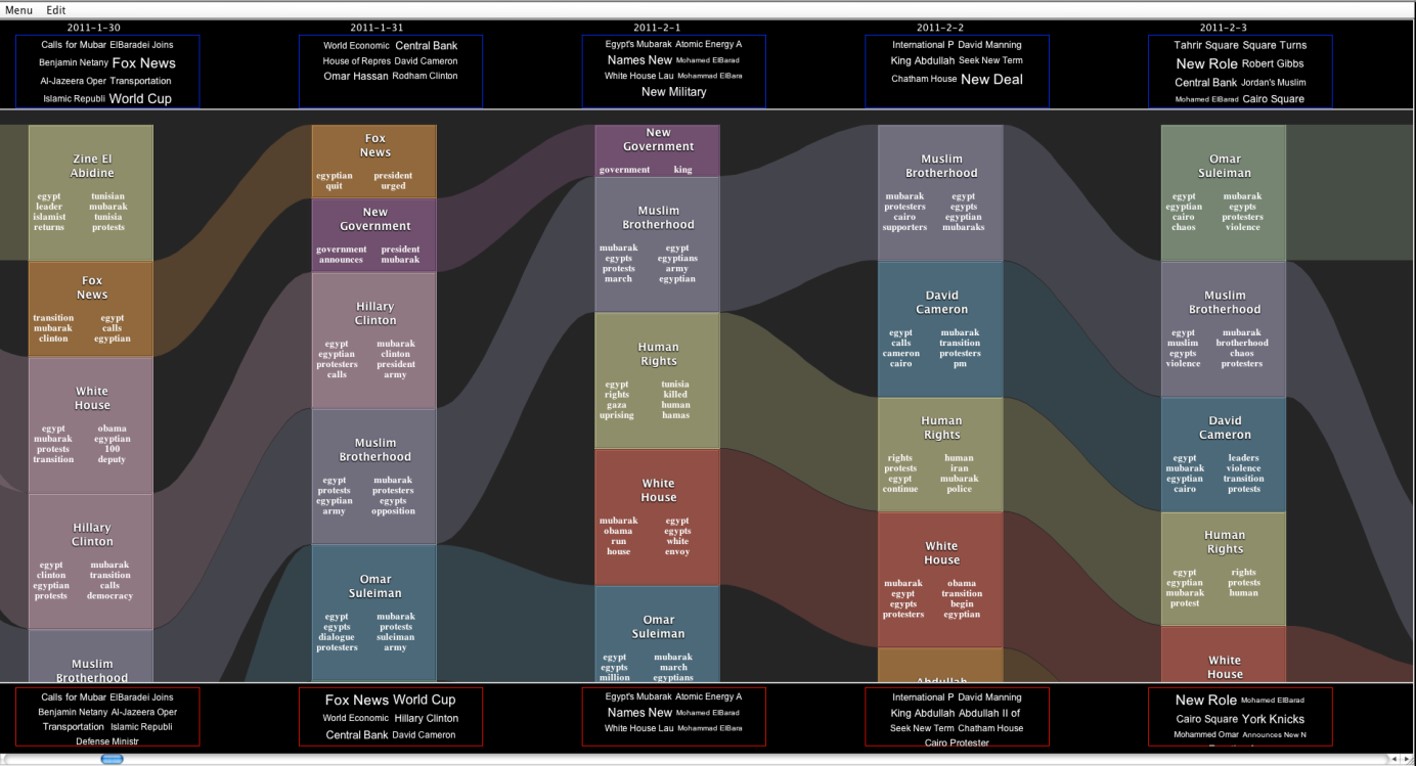 Menu Edit
2011-1-30
Calls for Mubar ElBaradei Joins
Benjamin Netany Fox News
Al-Jazeera Oper Transportation
Islamic Republi World Cup
Zine El
Abidine
egypt tunisian
leader mubarak
islamist tunisia
returns protests
Fox
News
transition egypt
mubarak calls
clinton egyptian
White
House
egypt obama
mubarak egyptian
protests 100
transition deputy
Hillary
Clinton
egypt mubarak
clinton transition
egyptian calls
protests democracy
Muslim
Brotherhood
Calls for Mubar ElBaradei Joins
Benjamin Netany Al-Jazeera Oper
Transportation Islamic Republi
Defense Ministr
2011-1-31
World Economic Central Bank
House of Repres David Cameron
Omar Hassan Rodham Clinton
Fox
News
egyptian president
quit urged
New
Government
government president
announces mubarak
Hillary
Clinton
egypt mubarak
egyptian clinton
protesters president
calls army
Muslim
Brotherhood
egypt mubarak
protests protesters
egyptian egypts
army opposition
Omar
Suleiman
egypt mubarak
egypts protests
dialogue suleiman
protesters army
Fox News World Cup
World Economic Hillary Clinton
Central Bank David Cameron
2011-2-1
Egypt's Mubarak Atomic Energy A
Names New Mohamed ElBarad
White House Lau Mohammad ElBara
New Military
New
Government
government king
Muslim
Brotherhood
mubarak egypt
egypts egyptians
protests army
march egyptian
Human
Rights
egypt tunisia
rights killed
gaza human
uprising hamas
White
House
mubarak egypt
obama egypts
run white
house envoy
Omar
Suleiman
egypt mubarak
egypts march
million egyptians
Egypt's Mubarak Atomic Energy A
Names New Mohamed ElBarad
White House Lau Mohammad ElBara
2011-2-2
International P David Manning
King Abdullah Seek New Term
Chatham House New Deal
Muslim
Brotherhood
mubarak egypt
protesters egypts
cairo egyptian
supporters mubaraks
David
Cameron
egypt mubarak
calls transition
cameron protesters
cairo pm
Human
Rights
rights human
protests iran
egypt mubarak
continue police
White
House
mubarak obama
egypt transition
egypts begin
protesters egyptian
Abdullah
International P David Manning
King Abdullah Abdullah II of
Seek New Term Chatham House
Cairo Protester
2011-2-3
Tahrir Square Square Turns
New Role Robert Gibbs
Central Bank Jordan's Muslim
Mohamed ElBarad Cairo Square
Omar
Suleiman
egypt mubarak
egyptian egypts
cairo protesters
chaos violence
Muslim
Brotherhood
egypt mubarak
muslim brotherhood
egypts chaos
violence protesters
David
Cameron
egypt leaders
mubarak violence
egyptian transition
cairo protests
Human
Rights
egypt rights
egyptian protests
mubarak human
protest
White
House
New Role Mohamed ElBarad
Cairo Square York Knicks
Mohammed Omar Announces New N